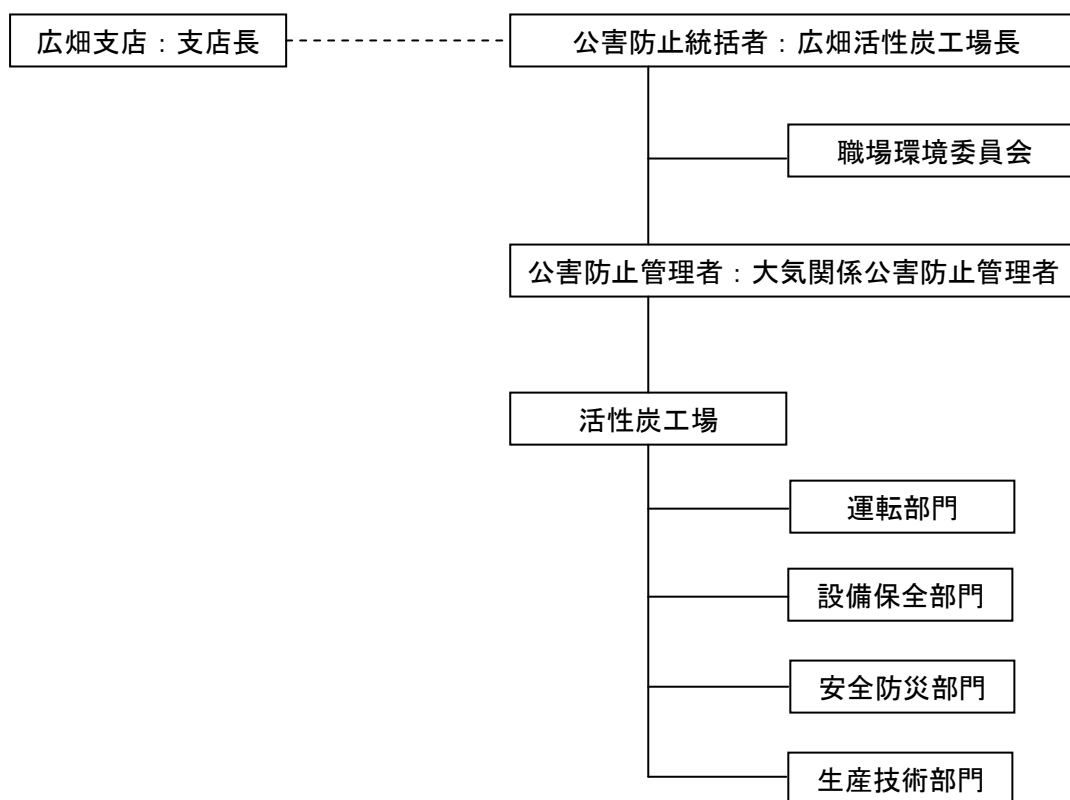 広畑支店：支店長
公害防止統括者：広畑活性炭工場長
職場環境委員会
公害防止管理者：大気関係公害防止管理者
活性炭工場
運転部門
設備保全部門
安全防災部門
生産技術部門